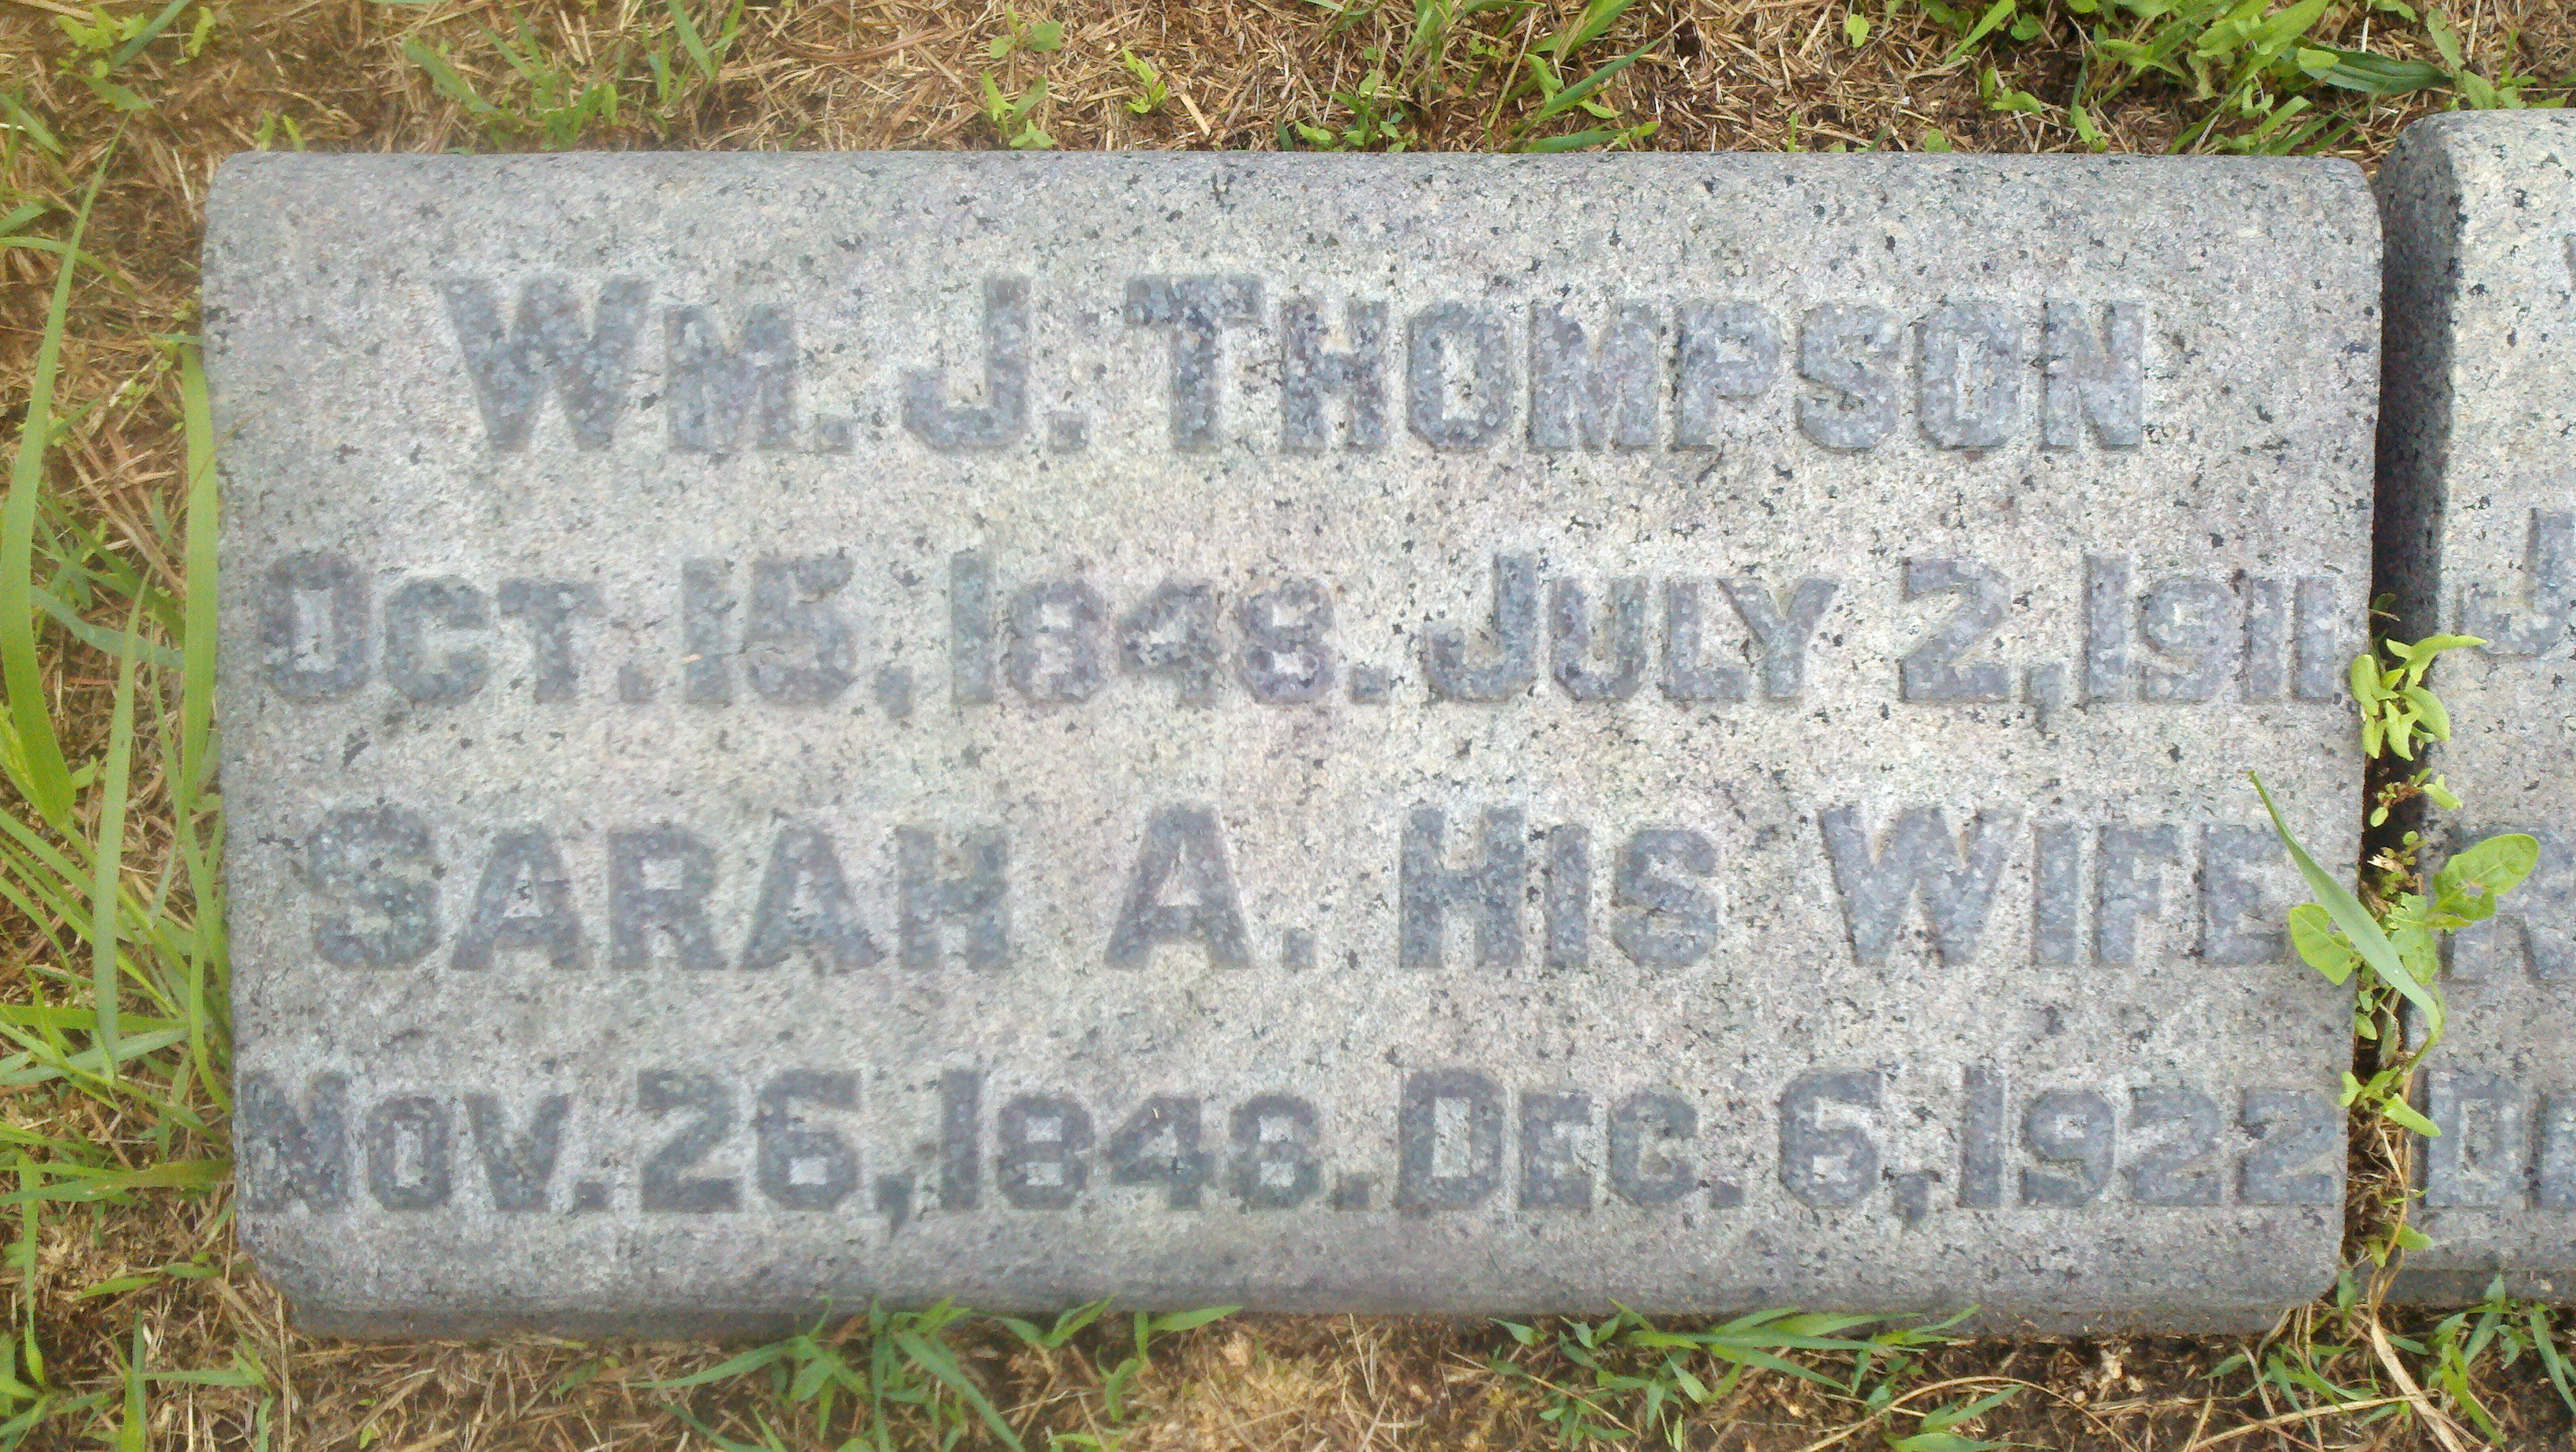 Wm. J. Thompson
Oct. 15, 1848. July 2, 1911
Sarah A. His Wife
Nov. 26, 1848. Dec. 6, 1922